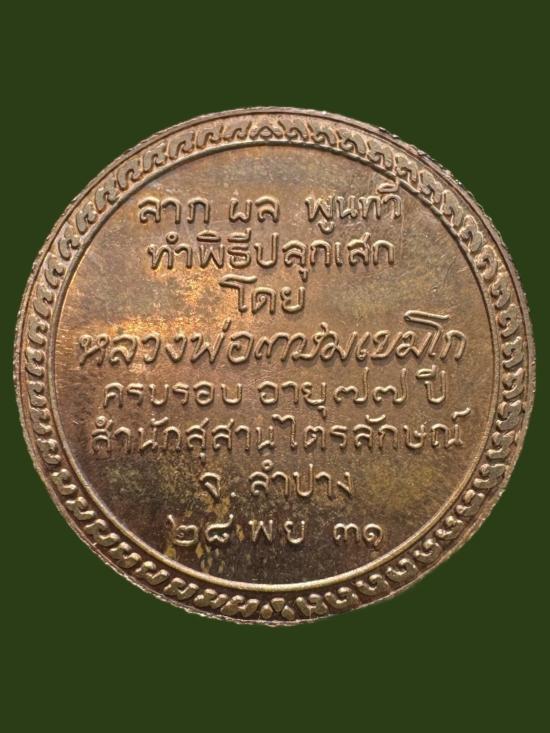 ลาภ ผล พูนทวี
ทำพิธีปลุกเสก
โดย
หลวงพ่อเกษมเขมโก
ครบรอบ อายุ๗๗ ปี
สำนักสุสานไตรลักษณ์
จ. ลำปาง
๒๘ พย ๓๑